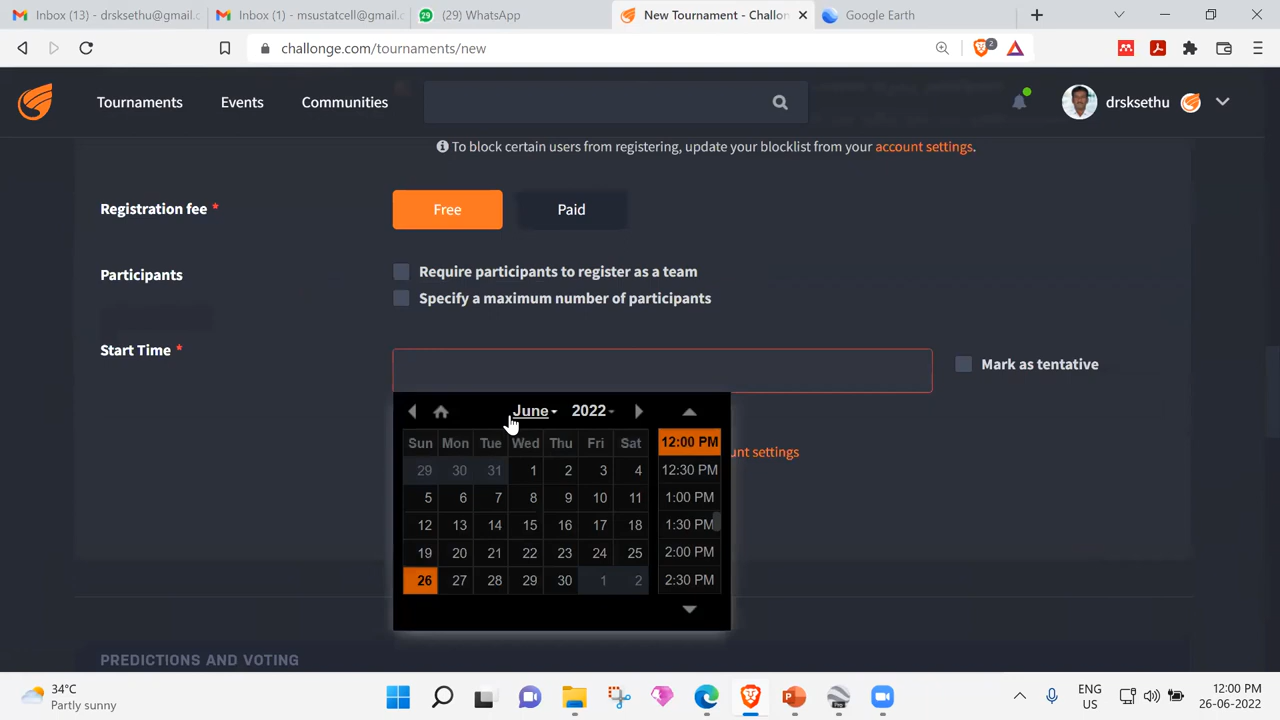 Inbox (13) - drsksethu@gmail.c
Inbox (1) - msustatcell@gmail.c
(29) WhatsApp
New Tournament - Challon
Google Earth
challonge.com/tournaments/new
2
Tournaments
Events
Communities
drsksethu
To block certain users from registering, update your blocklist from your account settings.
Registration fee *
Free
Paid
Participants
Require participants to register as a team
Specify a maximum number of participants
Start Time *
Mark as tentative
June 2022
Sun Mon Tue Wed Thu Fri Sat
29 30 31 1 2 3 4
5 6 7 8 9 10 11
12 13 14 15 16 17 18
19 20 21 22 23 24 25
26 27 28 29 30 1 2
12:00 PM
12:30 PM
1:00 PM
1:30 PM
2:00 PM
2:30 PM
unt settings
PREDICTIONS AND VOTING
34°C
Partly sunny
ENG
US
12:00 PM
26-06-2022